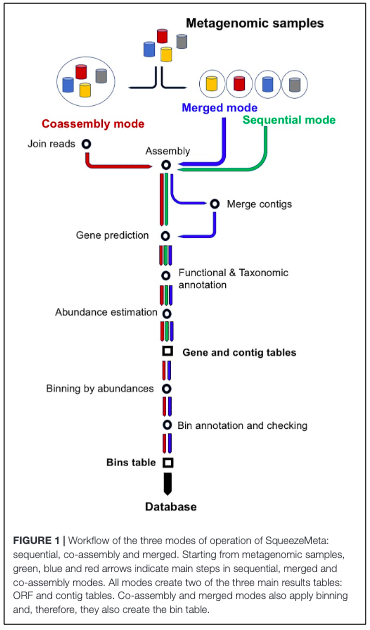 Metagenomic samples
Coassembly mode
Merged mode
Sequential mode
Join reads
Assembly
Merge contigs
Gene prediction
Functional & Taxonomic
annotation
Abundance estimation
Gene and contig tables
Binning by abundances
Bin annotation and checking
Bins table
Database
FIGURE 1 | Workflow of the three modes of operation of SqueezeMeta:
sequential, co-assembly and merged. Starting from metagenomic samples,
green, blue and red arrows indicate main steps in sequential, merged and
co-assembly modes. All modes create two of the three main results tables:
ORF and contig tables. Co-assembly and merged modes also apply binning
and, therefore, they also create the bin table.